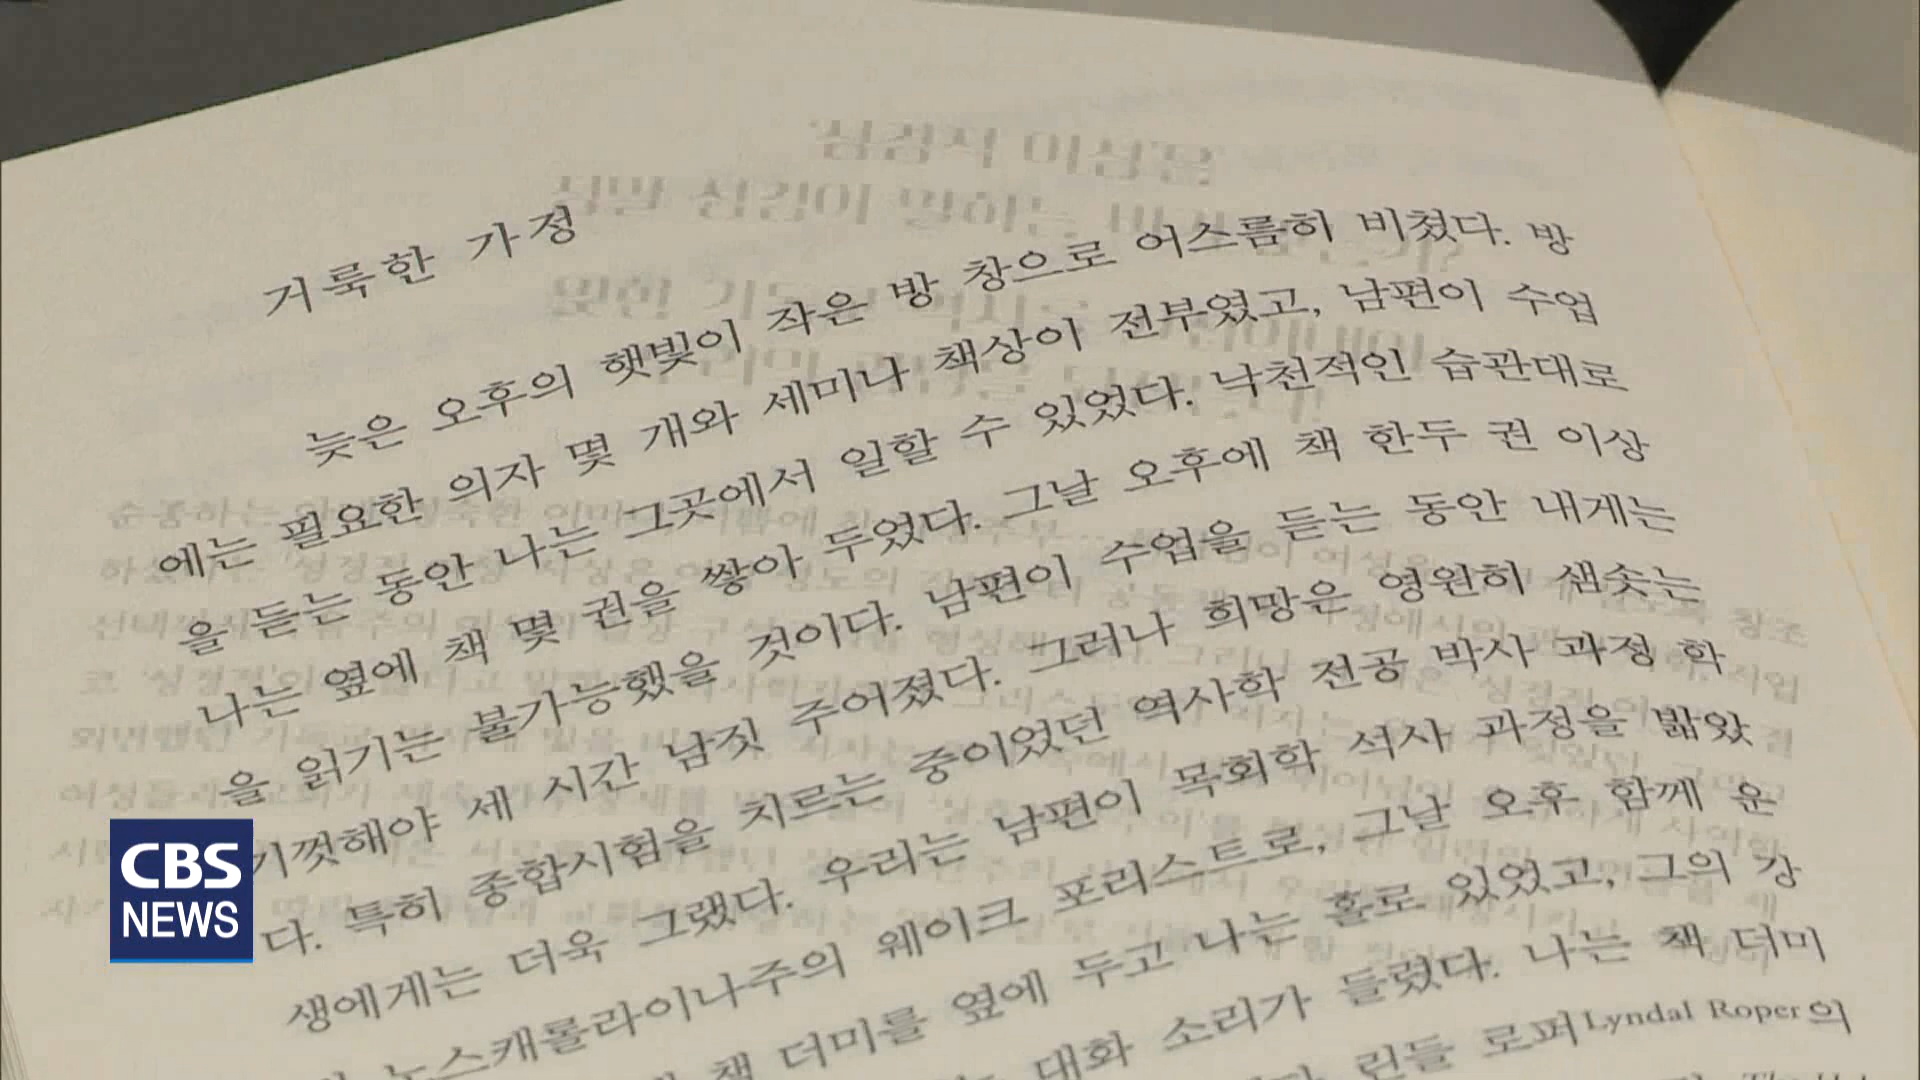 거룩한 가정
늦은 오후의 햇빛이 작은 방 창으로 어스름히 비쳤다. 방
에는 필요한 의자 몇 개와 세미나 책상이 전부였고, 남편이 수업
을 듣는 동안 나는 그곳에서 일할 수 있었다. 낙천적인 습관대로
나는 옆에 책 몇 권을 쌓아 두었다. 그날 오후에 책 한두 권 이상
을 읽기는 불가능했을 것이다. 남편이 수업을 듣는 동안 내게는
기껏해야 세 시간 남짓 주어졌다. 그러나 희망은 영원히 샘솟는
다. 특히 종합시험을 치르는 중이었던 역사학 전공 박사 과정 학
생에게는 더욱 그랬다. 우리는 남편이 목회학 석사 과정을 밟았
노스캐롤라이나주의 웨이크 포리스트로, 그날 오후 함께 운
책 더미를 옆에 두고 나는 홀로 있었고, 그의 강
대화 소리가 들렸다. 나는 책 더미
린들 로퍼Lyndal Roper의
CBS
NEWS